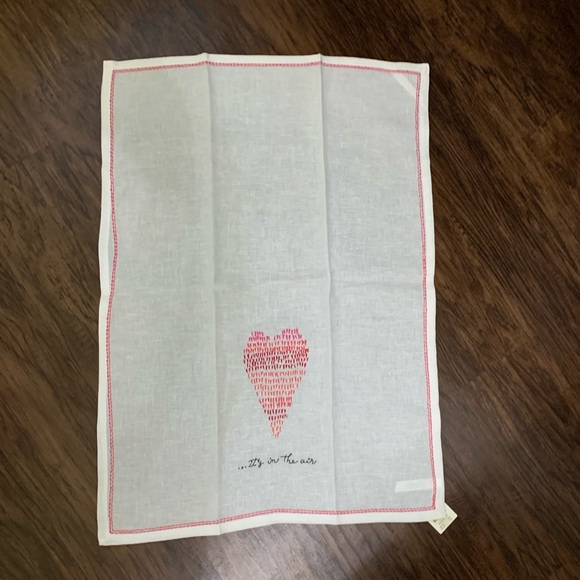 ...It's in the air